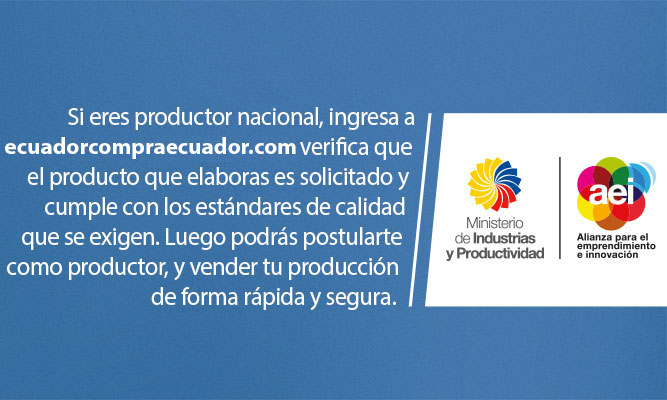 Si eres productor nacional, ingresa a
ecuadorcompraecuador.com verifica que
el producto que elaboras es solicitado y
cumple con los estándares de calidad
que se exigen. Luego podrás postularte
como productor, y vender tu producción
de forma rápida y segura.
Ministerio
de Industrias
y Productividad
aei
Alianza para el
emprendimiento
e innovación